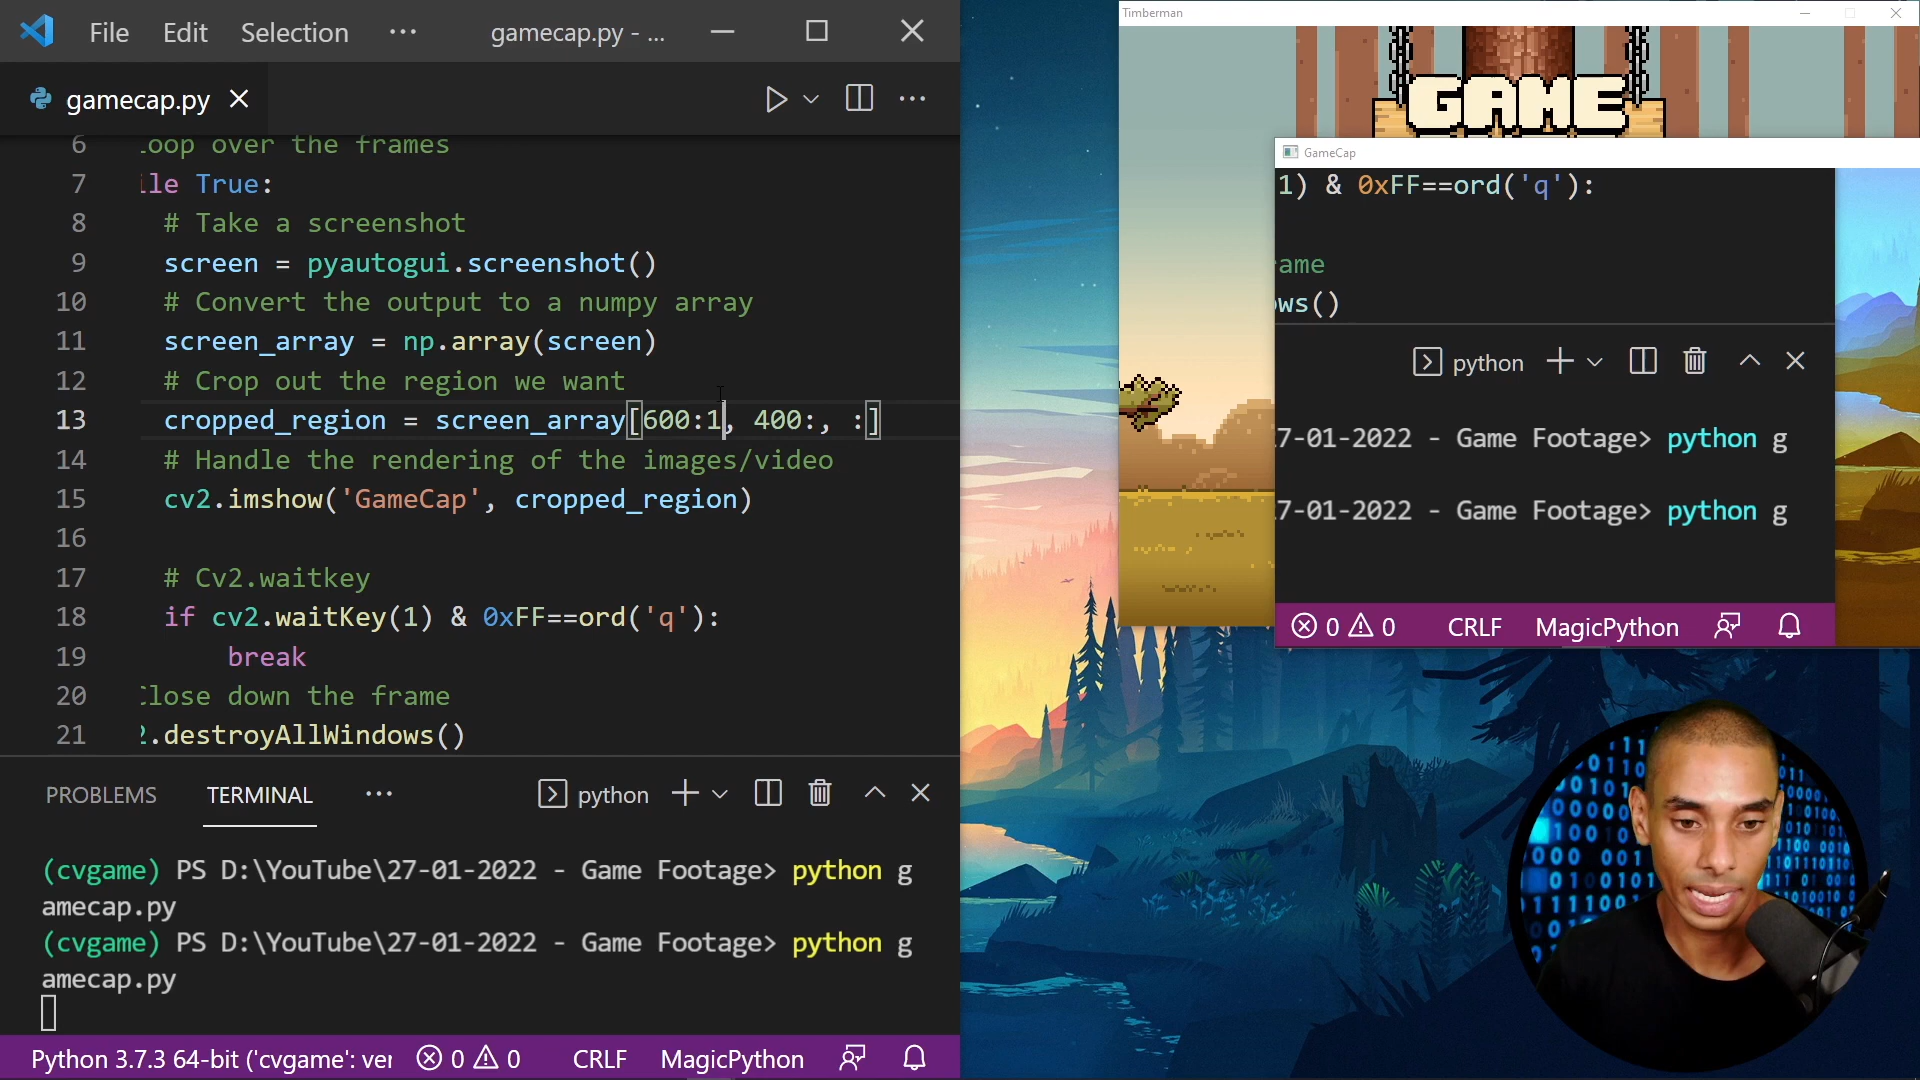 File Edit Selection ··· gamecap.py - ...
gamecap.py
6 Loop over the frames
7 ile True:
8 # Take a screenshot
9 screen = pyautogui.screenshot()
10 # Convert the output to a numpy array
11 screen_array = np.array(screen)
12 # Crop out the region we want
13 cropped_region = screen_array[600:1, 400:, :]
14 # Handle the rendering of the images/video
15 cv2.imshow('GameCap', cropped_region)
16
17 # Cv2.waitkey
18 if cv2.waitKey(1) & 0xFF==ord('q'):
19 break
20 Close down the frame
21 2.destroyAllWindows()
PROBLEMS TERMINAL ··· python
(cvgame) PS D:\YouTube\27-01-2022 - Game Footage> python g
amecap.py
(cvgame) PS D:\YouTube\27-01-2022 - Game Footage> python g
amecap.py
Python 3.7.3 64-bit ('cvgame': ver 0 0 CRLF MagicPython
Timberman
GAME
GameCap
1) & 0xFF==ord('q'):
ame
ows()
python
7-01-2022 - Game Footage> python g
7-01-2022 - Game Footage> python g
0 0 CRLF MagicPython